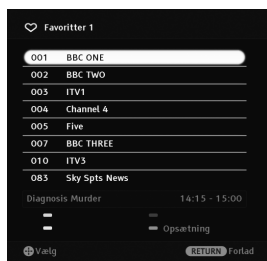 Favoritter 1
001 BBC ONE
002 BBC TWO
003 ITV1
004 Channel 4
005 Five
007 BBC THREE
010 ITV3
083 Sky Spts News
Diagnosis Murder 14:15 - 15:00
Opsætning
Vælg RETURN Forlad